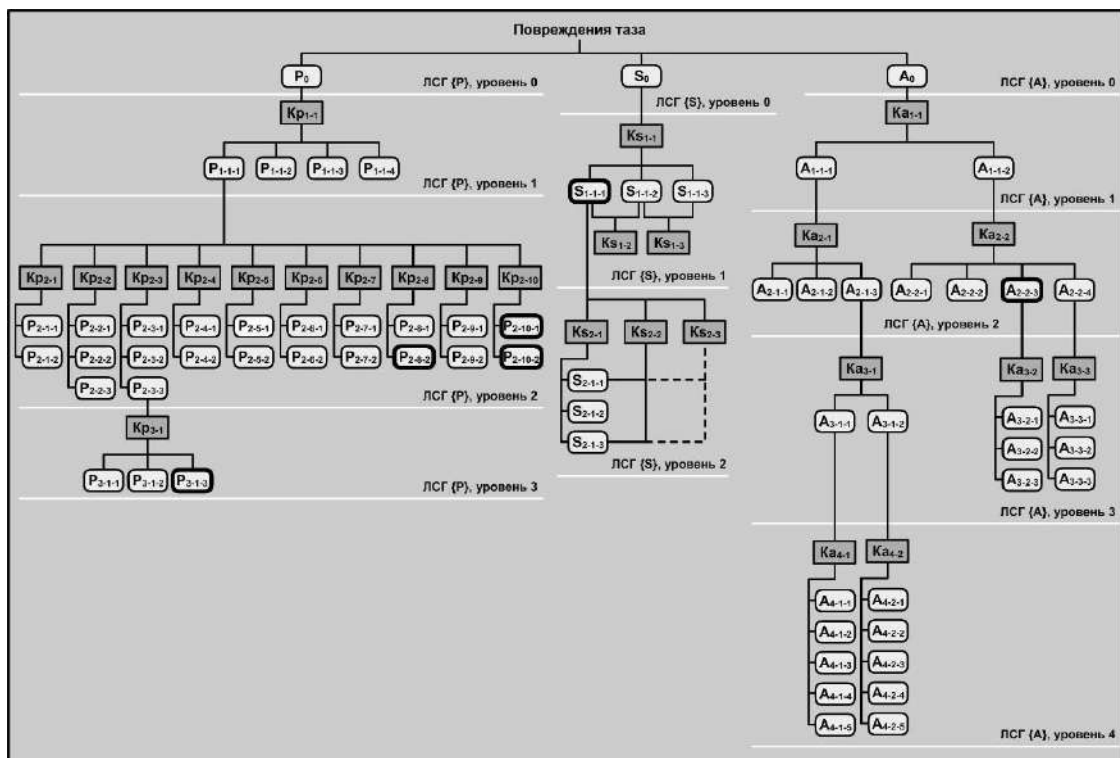 Повреждения таза
P0 S0 A0
ЛСГ {P}, уровень 0
ЛСГ {S}, уровень 0
ЛСГ {A}, уровень 0
Kp1-1
Ks1-1
Ka1-1
P1-1-1 P1-1-2 P1-1-3 P1-1-4
S1-1-1 S1-1-2 S1-1-3
A1-1-1 A1-1-2
ЛСГ {P}, уровень 1
Ks1-2 Ks1-3
ЛСГ {S}, уровень 1
ЛСГ {A}, уровень 1
Kp2-1 Kp2-2 Kp2-3 Kp2-4 Kp2-5 Kp2-6 Kp2-7 Kp2-8 Kp2-9 Kp2-10
P2-1-1 P2-2-1 P2-3-1 P2-4-1 P2-5-1 P2-6-1 P2-7-1 P2-8-1 P2-9-1 P2-10-1
P2-1-2 P2-2-2 P2-3-2 P2-4-2 P2-5-2 P2-6-2 P2-7-2 P2-8-2 P2-9-2 P2-10-2
P2-2-3 P2-3-3
ЛСГ {P}, уровень 2
Kp3-1
P3-1-1 P3-1-2 P3-1-3
ЛСГ {P}, уровень 3
Ks2-1 Ks2-2 Ks2-3
S2-1-1
S2-1-2
S2-1-3
ЛСГ {S}, уровень 2
Ka2-1 Ka2-2
A2-1-1 A2-1-2 A2-1-3 A2-2-1 A2-2-2 A2-2-3 A2-2-4
ЛСГ {A}, уровень 2
Ka3-1 Ka3-2 Ka3-3
A3-1-1 A3-1-2 A3-2-1 A3-3-1
A3-2-2 A3-3-2
A3-2-3 A3-3-3
ЛСГ {A}, уровень 3
Ka4-1 Ka4-2
A4-1-1 A4-2-1
A4-1-2 A4-2-2
A4-1-3 A4-2-3
A4-1-4 A4-2-4
A4-1-5 A4-2-5
ЛСГ {A}, уровень 4